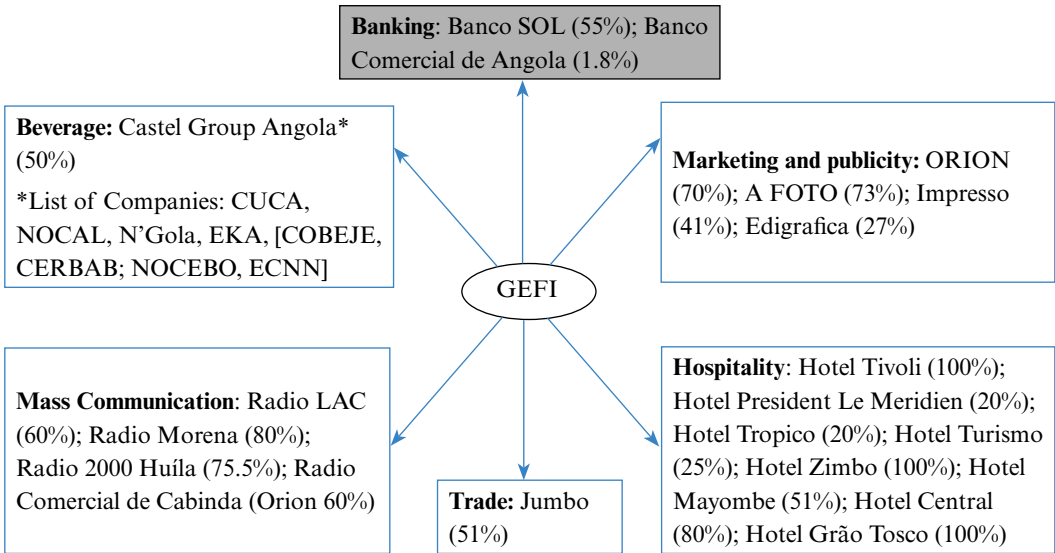 Banking: Banco SOL (55%); Banco
Comercial de Angola (1.8%)
Beverage: Castel Group Angola*
(50%)
*List of Companies: CUCA,
NOCAL, N’Gola, EKA, [COBEJE,
CERBAB; NOCEBO, ECNN]
Marketing and publicity: ORION
(70%); A FOTO (73%); Impresso
(41%); Edigrafica (27%)
GEFI
Mass Communication: Radio LAC
(60%); Radio Morena (80%);
Radio 2000 Huíla (75.5%); Radio
Comercial de Cabinda (Orion 60%)
Trade: Jumbo
(51%)
Hospitality: Hotel Tivoli (100%);
Hotel President Le Meridien (20%);
Hotel Tropico (20%); Hotel Turismo
(25%); Hotel Zimbo (100%); Hotel
Mayombe (51%); Hotel Central
(80%); Hotel Grão Tosco (100%)